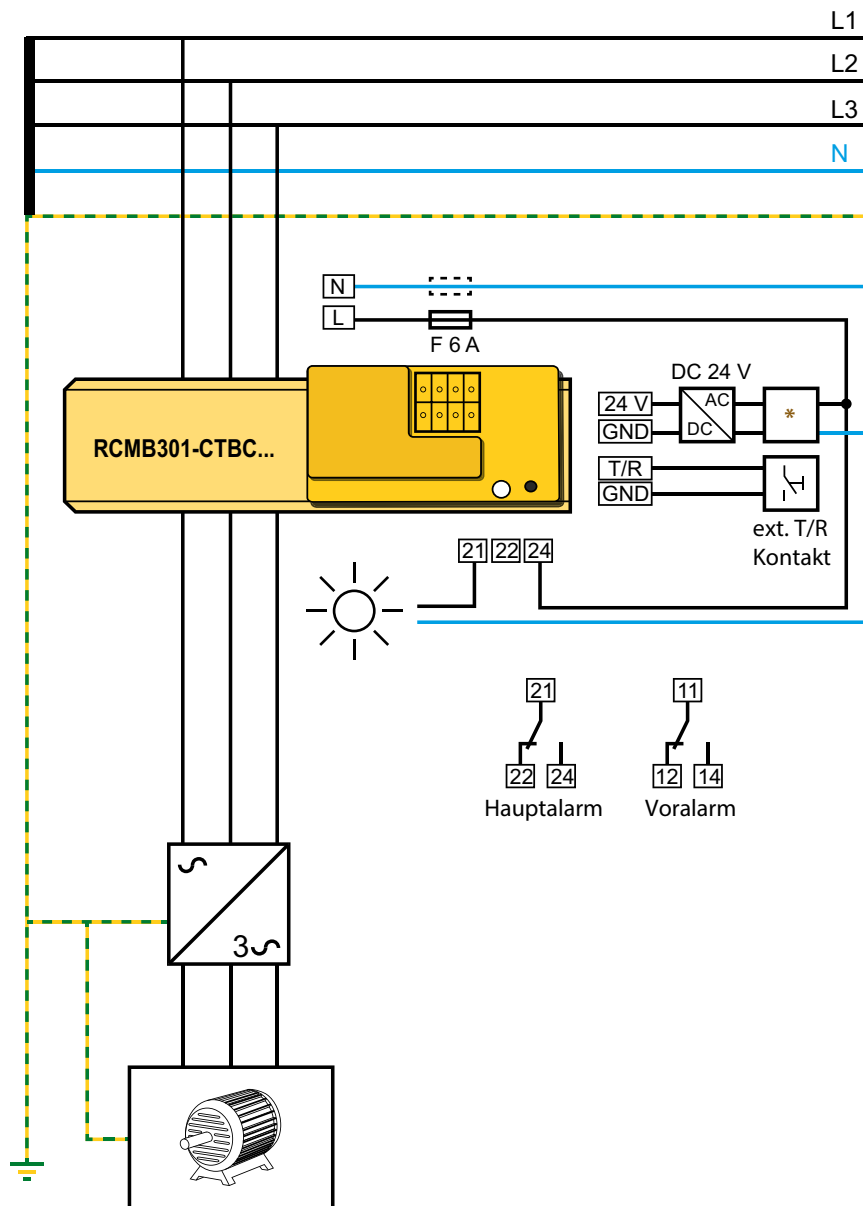 L1
L2
L3
N
N
L
F 6 A
DC 24 V
24 V
AC
GND
DC
*
RCMB301-CTBC...
T/R
GND
ext. T/R
Kontakt
21 22 24
21
11
22 24
12 14
Hauptalarm
Voralarm
3